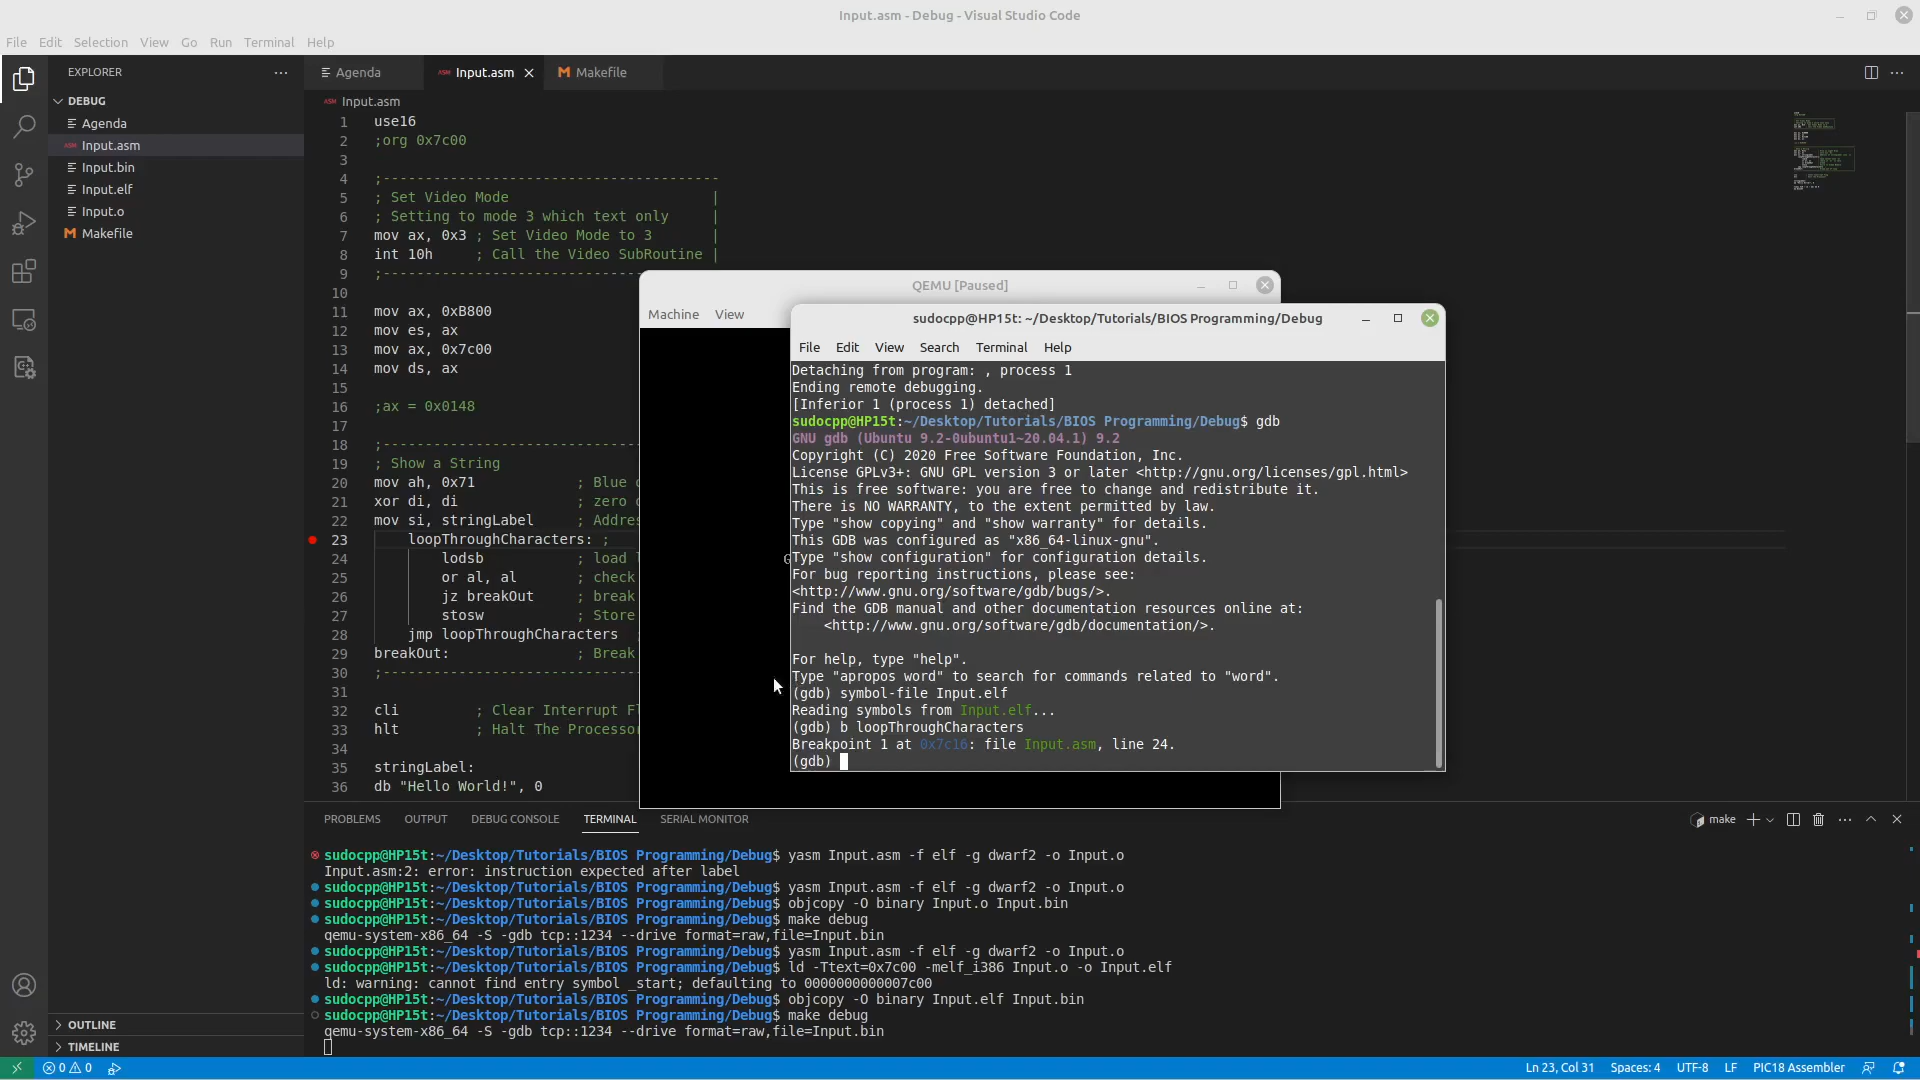 Input.asm - Debug - Visual Studio Code
File Edit Selection View Go Run Terminal Help
EXPLORER
DEBUG
Agenda
Input.asm
Input.bin
Input.elf
Input.o
Makefile
OUTLINE
TIMELINE
Agenda
Input.asm
Makefile
Input.asm
1 use16
2 ;org 0x7c00
3
4 ;----------------------------------------
5 ; Set Video Mode |
6 ; Setting to mode 3 which text only |
7 mov ax, 0x3 ; Set Video Mode to 3 |
8 int 10h ; Call the Video SubRoutine |
9 ;-------------------------------
10
11 mov ax, 0xB800
12 mov es, ax
13 mov ax, 0x7c00
14 mov ds, ax
15
16 ;ax = 0x0148
17
18 ;-------------------------------
19 ; Show a String
20 mov ah, 0x71 ; Blue
21 xor di, di ; zero
22 mov si, stringLabel ; Addres
23 loopThroughCharacters: ;
24 lodsb ; load
25 or al, al ; check
26 jz breakOut ; break
27 stosw ; Store
28 jmp loopThroughCharacters ;
29 breakOut: ; Break
30 ;-------------------------------
31
32 cli ; Clear Interrupt Fl
33 hlt ; Halt The Processor
34
35 stringLabel:
36 db "Hello World!", 0
QEMU [Paused]
Machine View
G
sudocpp@HP15t: ~/Desktop/Tutorials/BIOS Programming/Debug
File Edit View Search Terminal Help
Detaching from program: , process 1
Ending remote debugging.
[Inferior 1 (process 1) detached]
sudocpp@HP15t:~/Desktop/Tutorials/BIOS Programming/Debug$ gdb
GNU gdb (Ubuntu 9.2-0ubuntu1~20.04.1) 9.2
Copyright (C) 2020 Free Software Foundation, Inc.
License GPLv3+: GNU GPL version 3 or later <http://gnu.org/licenses/gpl.html>
This is free software: you are free to change and redistribute it.
There is NO WARRANTY, to the extent permitted by law.
Type "show copying" and "show warranty" for details.
This GDB was configured as "x86_64-linux-gnu".
Type "show configuration" for configuration details.
For bug reporting instructions, please see:
<http://www.gnu.org/software/gdb/bugs/>.
Find the GDB manual and other documentation resources online at:
<http://www.gnu.org/software/gdb/documentation/>.
For help, type "help".
Type "apropos word" to search for commands related to "word".
(gdb) symbol-file Input.elf
Reading symbols from Input.elf...
(gdb) b loopThroughCharacters
Breakpoint 1 at 0x7c16: file Input.asm, line 24.
(gdb)
PROBLEMS OUTPUT DEBUG CONSOLE TERMINAL SERIAL MONITOR
make
sudocpp@HP15t:~/Desktop/Tutorials/BIOS Programming/Debug$ yasm Input.asm -f elf -g dwarf2 -o Input.o
Input.asm:2: error: instruction expected after label
sudocpp@HP15t:~/Desktop/Tutorials/BIOS Programming/Debug$ yasm Input.asm -f elf -g dwarf2 -o Input.o
sudocpp@HP15t:~/Desktop/Tutorials/BIOS Programming/Debug$ objcopy -O binary Input.o Input.bin
sudocpp@HP15t:~/Desktop/Tutorials/BIOS Programming/Debug$ make debug
qemu-system-x86_64 -S -gdb tcp::1234 --drive format=raw,file=Input.bin
sudocpp@HP15t:~/Desktop/Tutorials/BIOS Programming/Debug$ yasm Input.asm -f elf -g dwarf2 -o Input.o
sudocpp@HP15t:~/Desktop/Tutorials/BIOS Programming/Debug$ ld -Ttext=0x7c00 -melf_i386 Input.o -o Input.elf
ld: warning: cannot find entry symbol _start; defaulting to 0000000000007c00
sudocpp@HP15t:~/Desktop/Tutorials/BIOS Programming/Debug$ objcopy -O binary Input.elf Input.bin
sudocpp@HP15t:~/Desktop/Tutorials/BIOS Programming/Debug$ make debug
qemu-system-x86_64 -S -gdb tcp::1234 --drive format=raw,file=Input.bin
0 0 Ln 23, Col 31 Spaces: 4 UTF-8 LF PIC18 Assembler